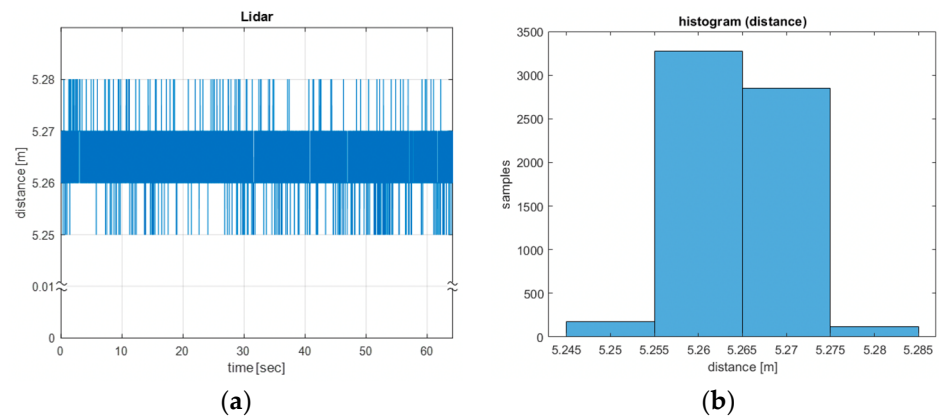 Lidar
5.28
5.27
5.26
5.25
0.01
0
distance [m]
0 10 20 30 40 50 60
time [sec]
(a)
histogram (distance)
3500
3000
2500
2000
1500
1000
500
0
samples
5.245 5.25 5.255 5.26 5.265 5.27 5.275 5.28 5.285
distance [m]
(b)